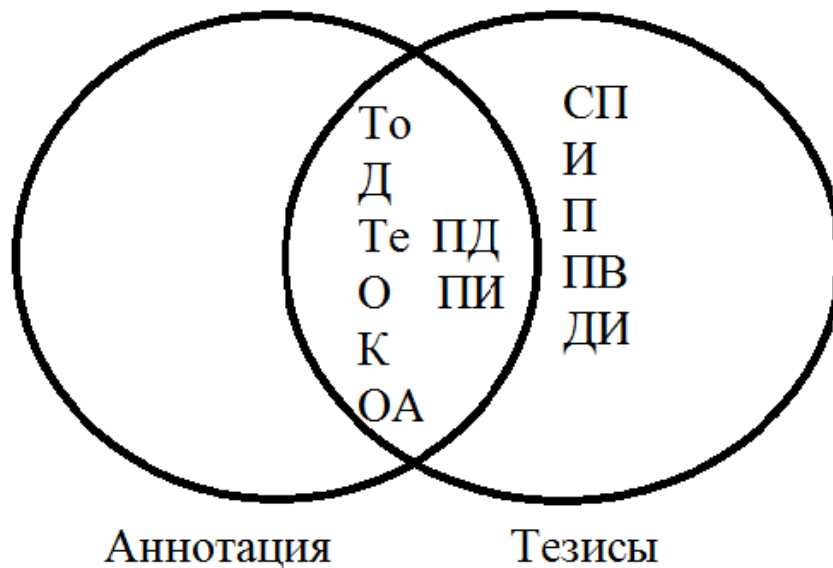 То
Д
Те ПД
О ПИ
К
ОА
СП
И
П
ПВ
ДИ
Аннотация
Тезисы